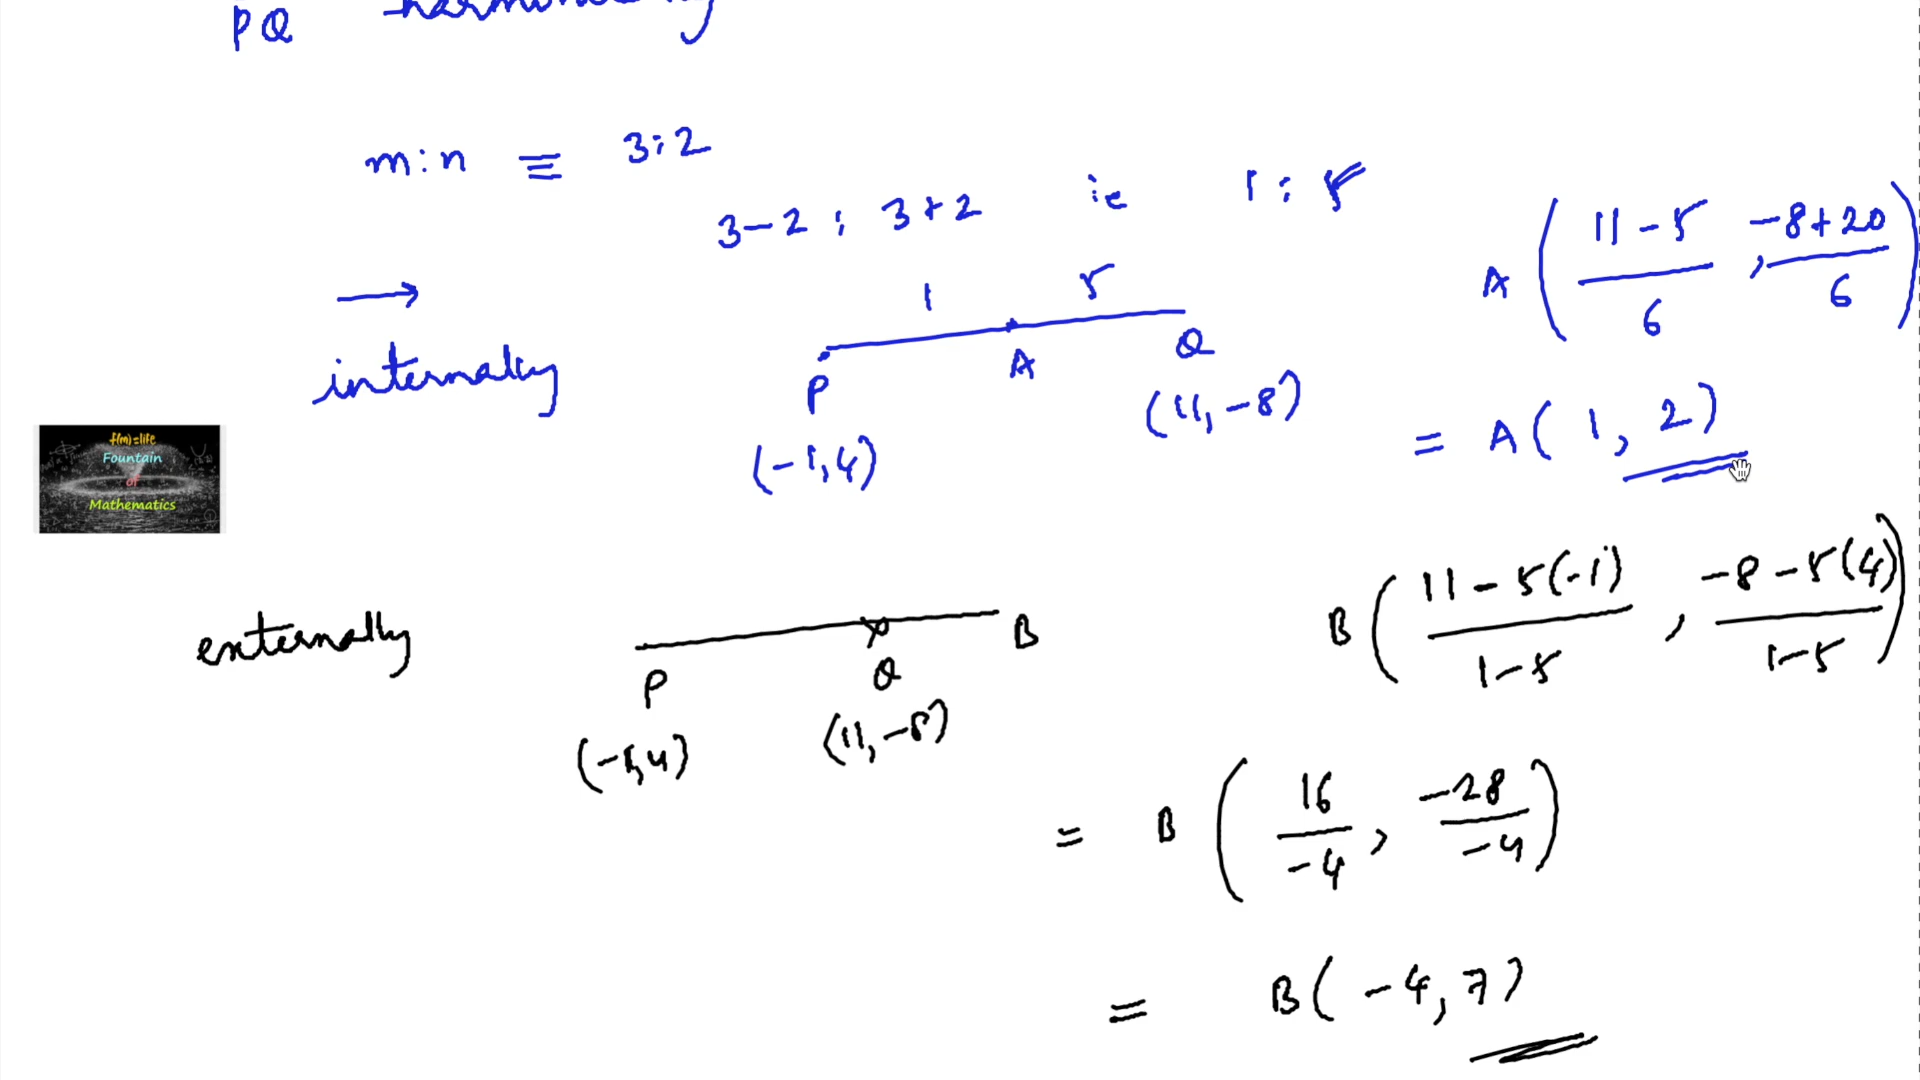 PQ harmonically
m:n ≡ 3:2
3-2 : 3+2 ie 1 : 5
A ( (11-5)/6 , (-8+20)/6 )
→
internally
1 5
P A Q
(-1,4) (11,-8)
= A( 1, 2)
f(m)=life
Fountain
of
Mathematics
externally
P Q B
(-1,4) (11,-8)
B ( (11-5(-1))/(1-5) , (-8-5(4))/(1-5) )
= B ( 16/-4 , -28/-4 )
= B( -4, 7)